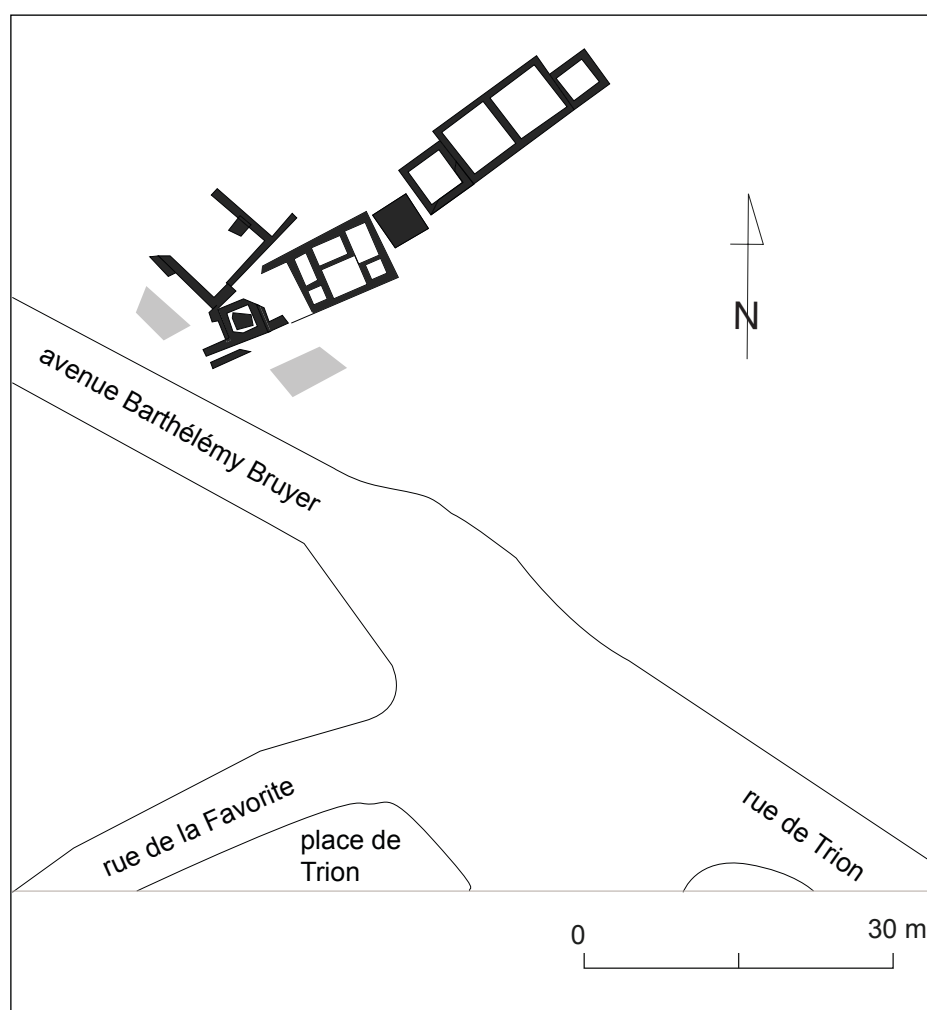 N
avenue Barthélémy Bruyer
rue de la Favorite
place de
Trion
rue de Trion
0
30 m